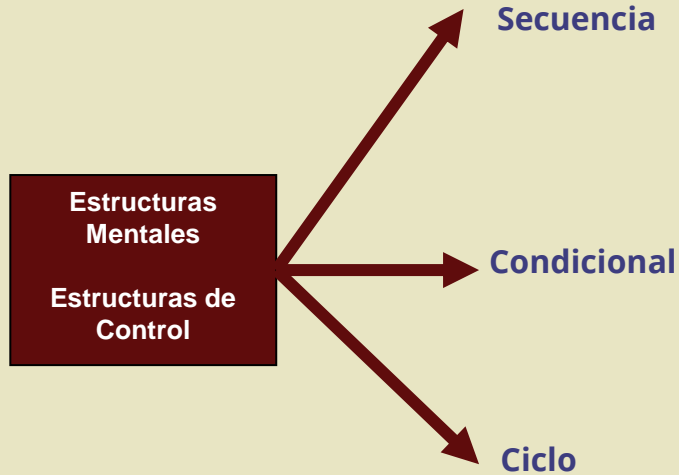 Secuencia
Estructuras
Mentales
Estructuras de
Control
Condicional
Ciclo